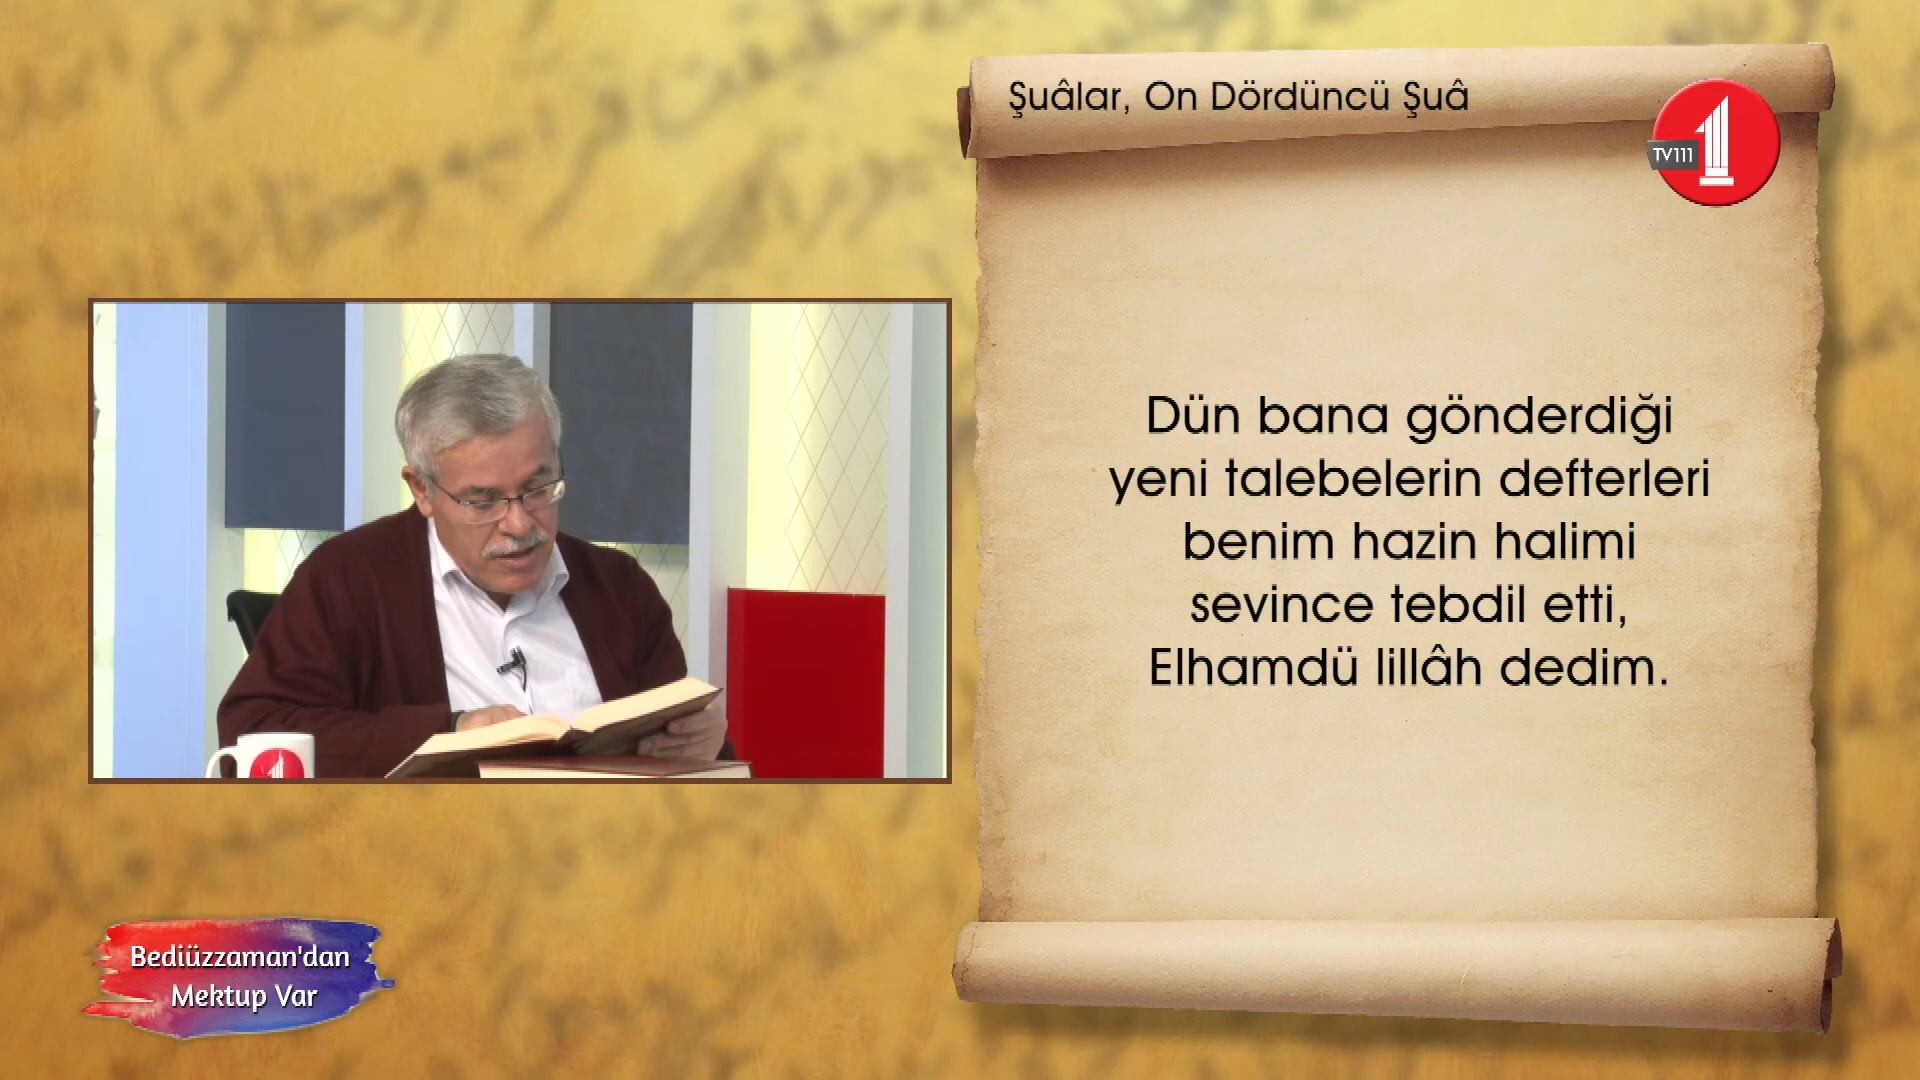 Şuâlar, On Dördüncü Şuâ
TV111
Dün bana gönderdiği
yeni talebelerin defterleri
benim hazin halimi
sevince tebdil etti,
Elhamdü lillâh dedim.
Bediüzzaman'dan
Mektup Var